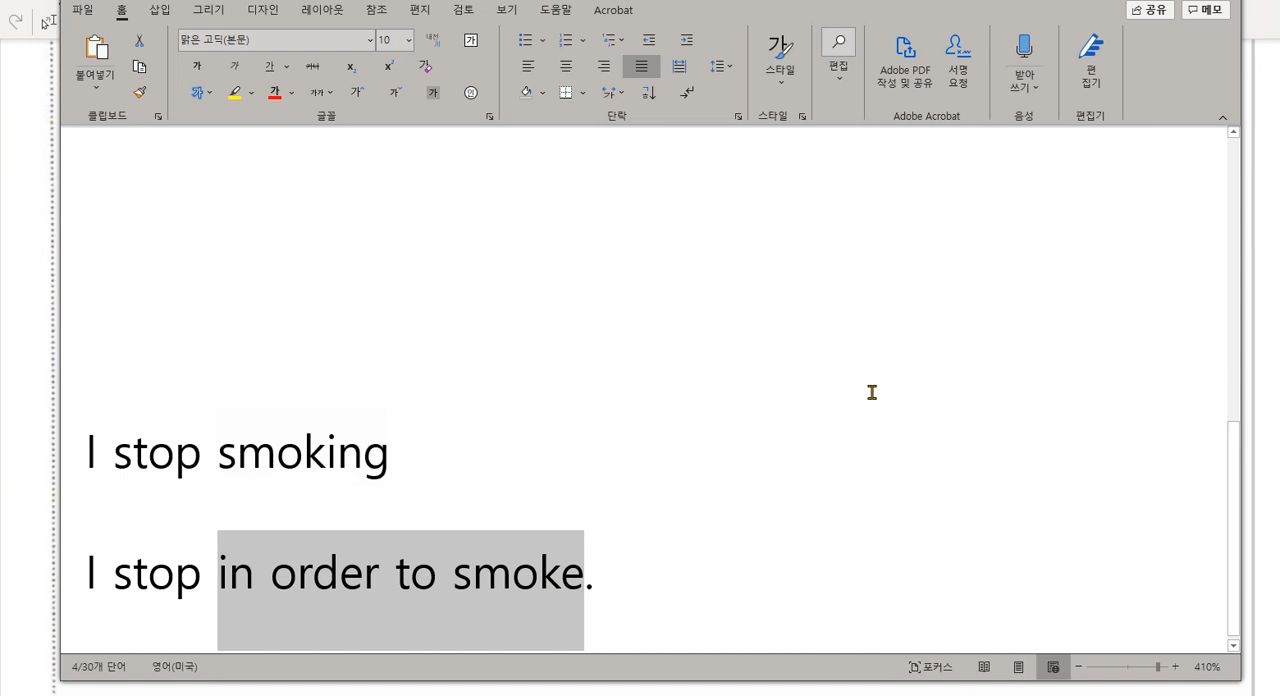 파일 홈 삽입 그리기 디자인 레이아웃 참조 편지 검토 보기 도움말 Acrobat 공유 메모
맑은 고딕(본문) 10
붙여넣기
스타일
편집
Adobe PDF
작성 및 공유
서명
요청
받아
쓰기
편
집기
클립보드 글꼴 단락 스타일 Adobe Acrobat 음성 편집기
I stop smoking
I stop in order to smoke.
4/30개 단어 영어(미국) 포커스 410%